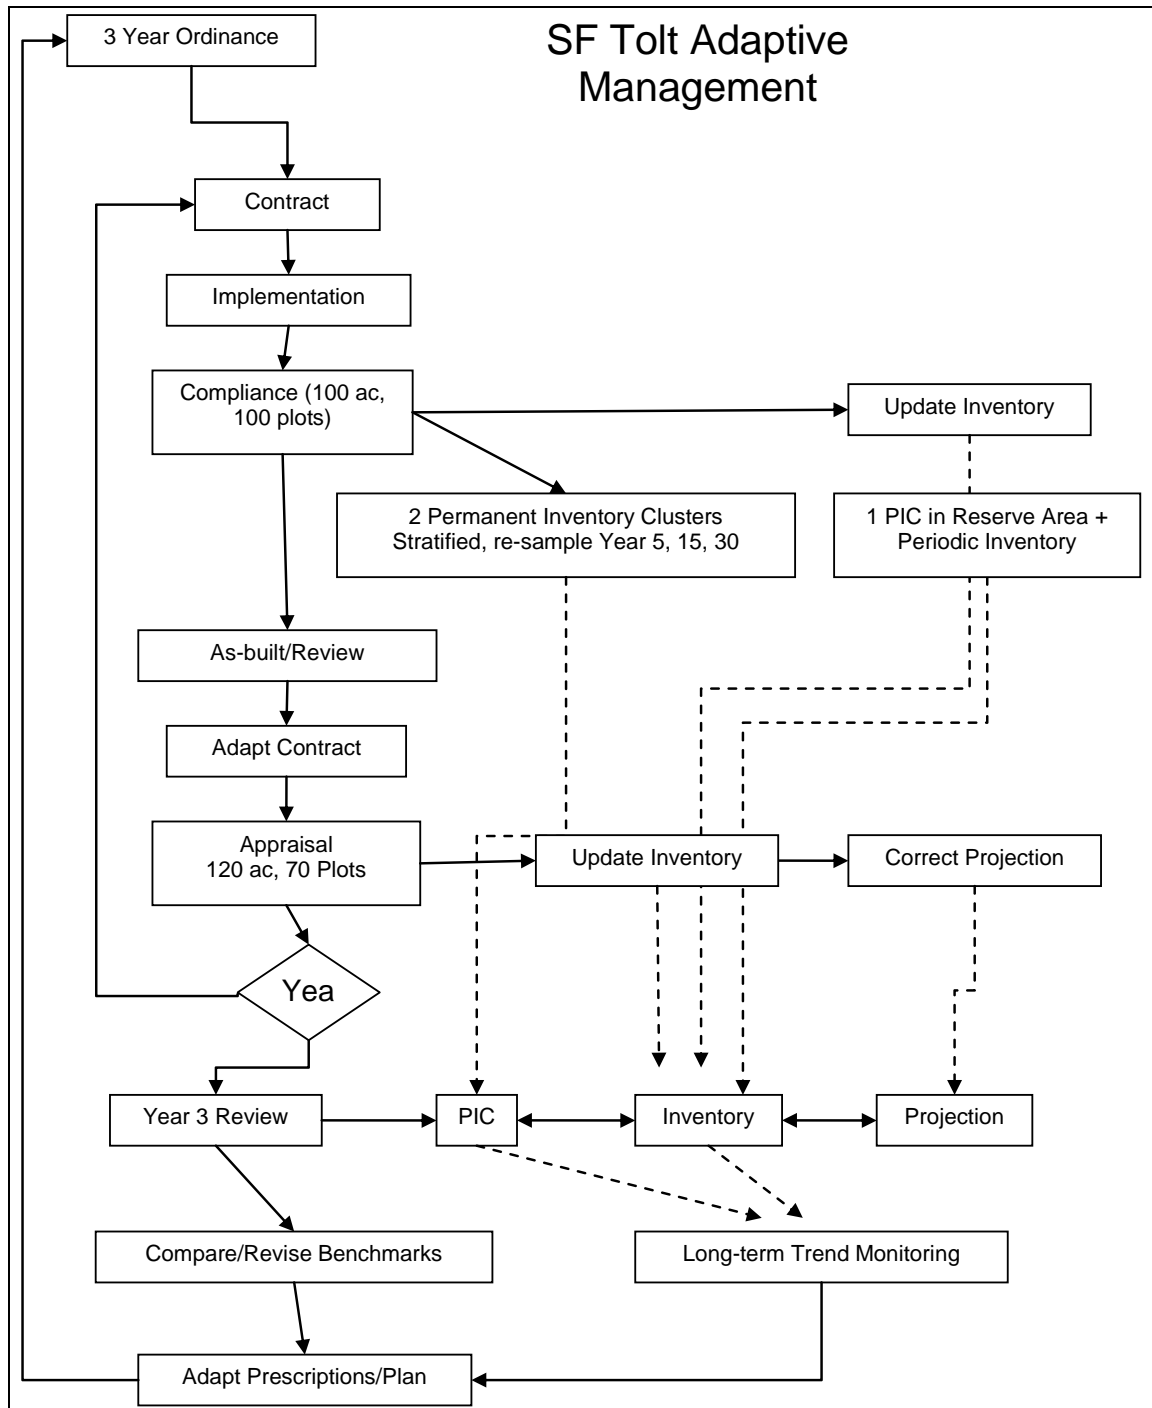 SF Tolt Adaptive
Management
3 Year Ordinance
Contract
Implementation
Compliance (100 ac,
100 plots)
Update Inventory
2 Permanent Inventory Clusters
Stratified, re-sample Year 5, 15, 30
1 PIC in Reserve Area +
Periodic Inventory
As-built/Review
Adapt Contract
Appraisal
120 ac, 70 Plots
Update Inventory
Correct Projection
Yea
Year 3 Review
PIC
Inventory
Projection
Compare/Revise Benchmarks
Long-term Trend Monitoring
Adapt Prescriptions/Plan